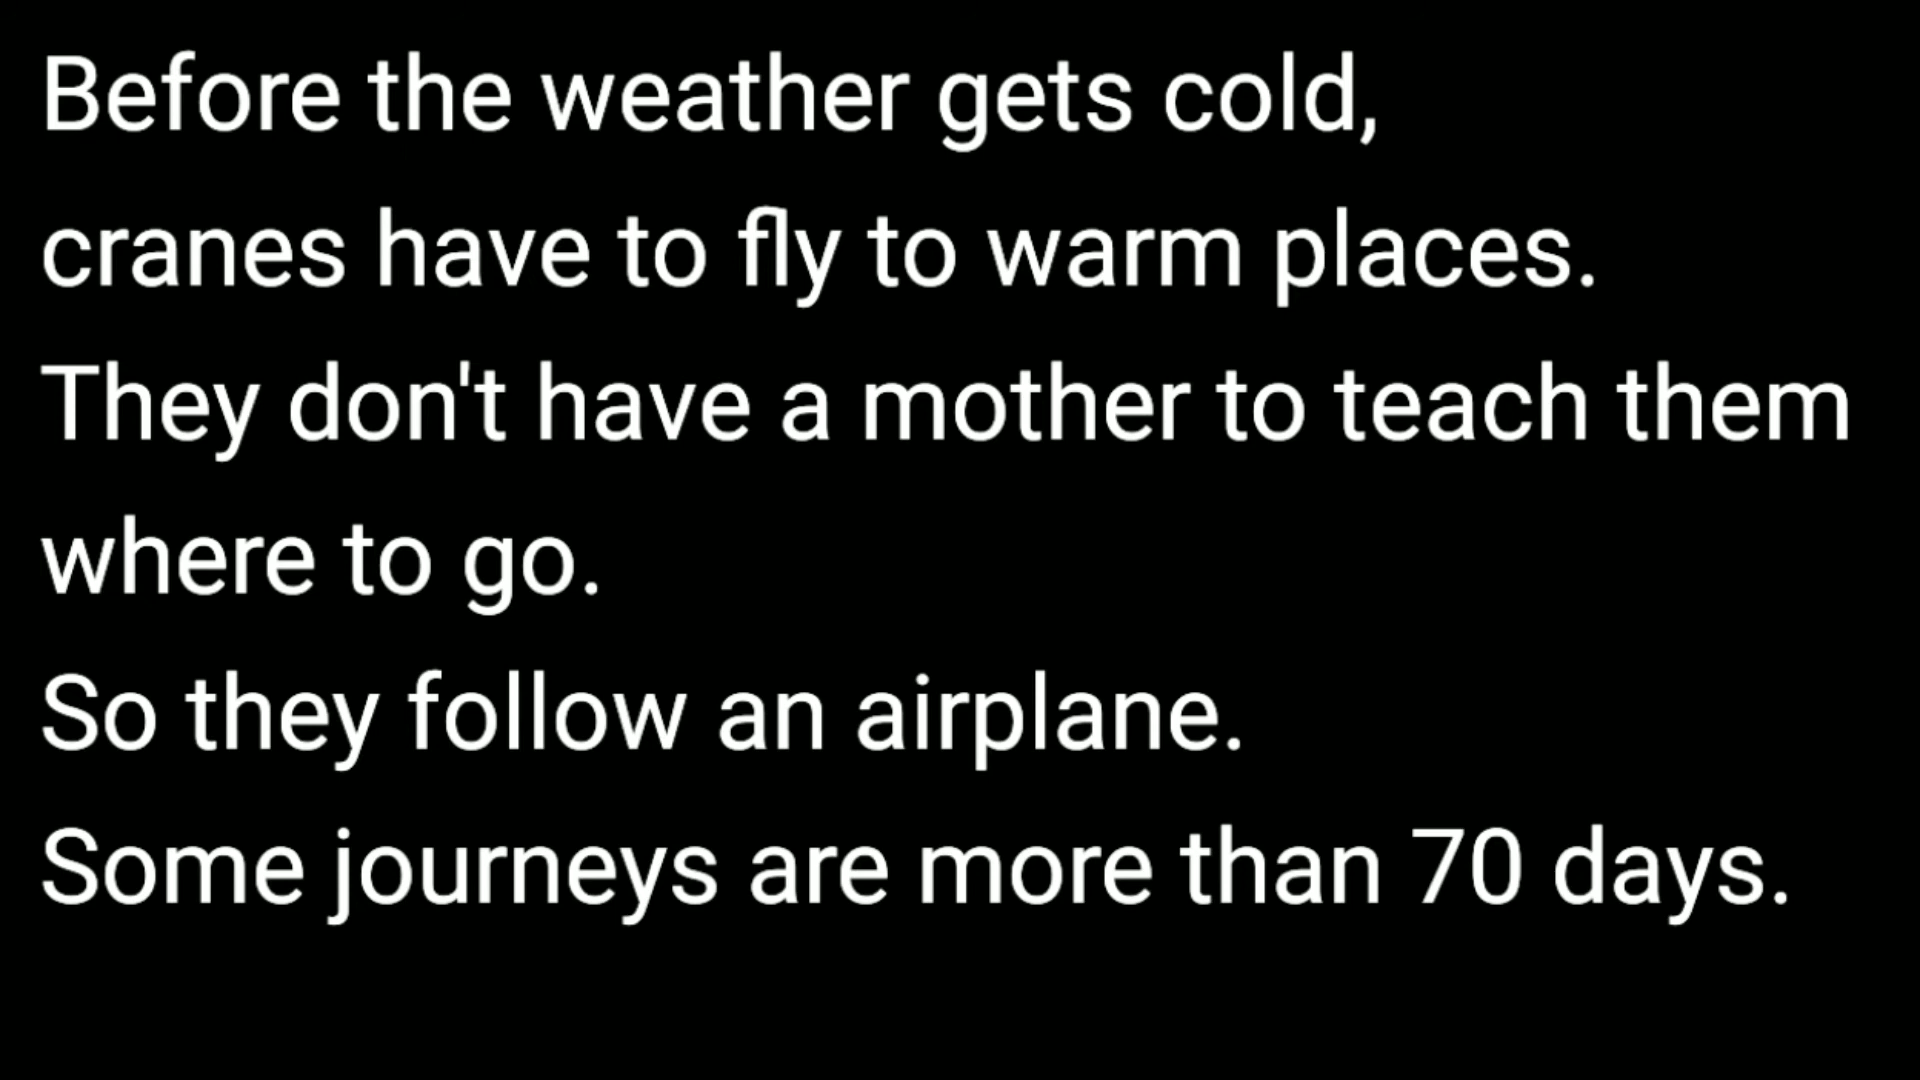 Before the weather gets cold,
cranes have to fly to warm places.
They don't have a mother to teach them
where to go.
So they follow an airplane.
Some journeys are more than 70 days.